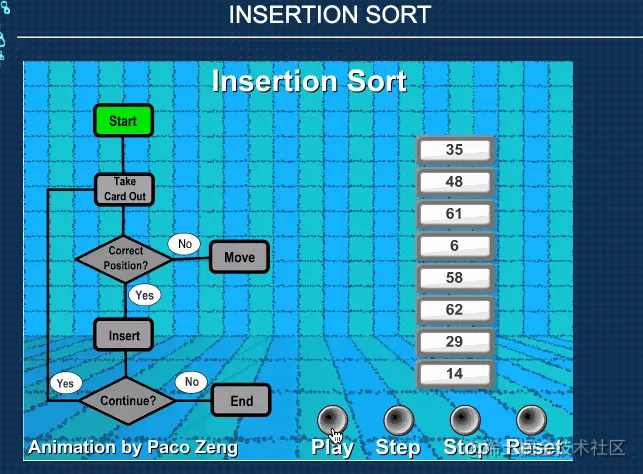 INSERTION SORT
Insertion Sort
Start
Take
Card Out
Correct
Position?
No
Move
Yes
Insert
Yes
Continue?
No
End
35
48
61
6
58
62
29
14
Play
Step
Stop
Reset
Animation by Paco Zeng